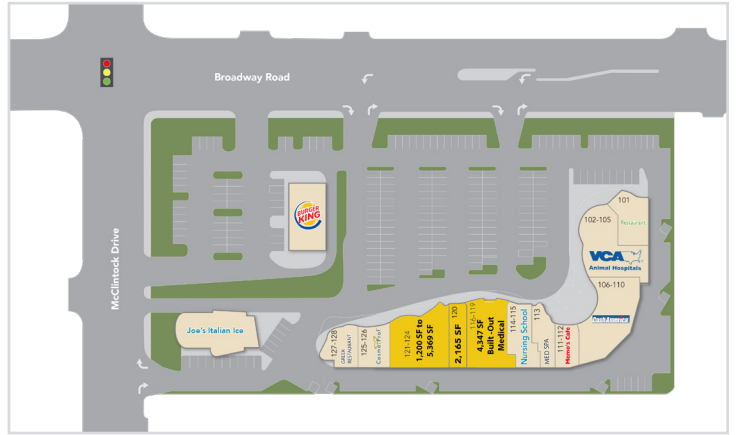 Broadway Road
McClintock Drive
BURGER
KING
Joe's Italian Ice
101
Restaurant
102-105
VCA
Animal Hospitals
106-110
CashAmerica
127-128
GREEK
RESTAURANT
125-126
121-124
1,206 SF to
5,369 SF
120
2,165 SF
116-119
4,347 SF
Built -Out
Medical
114-115
Nursing School
113
MED SPA
111-112
Memo's Cafe